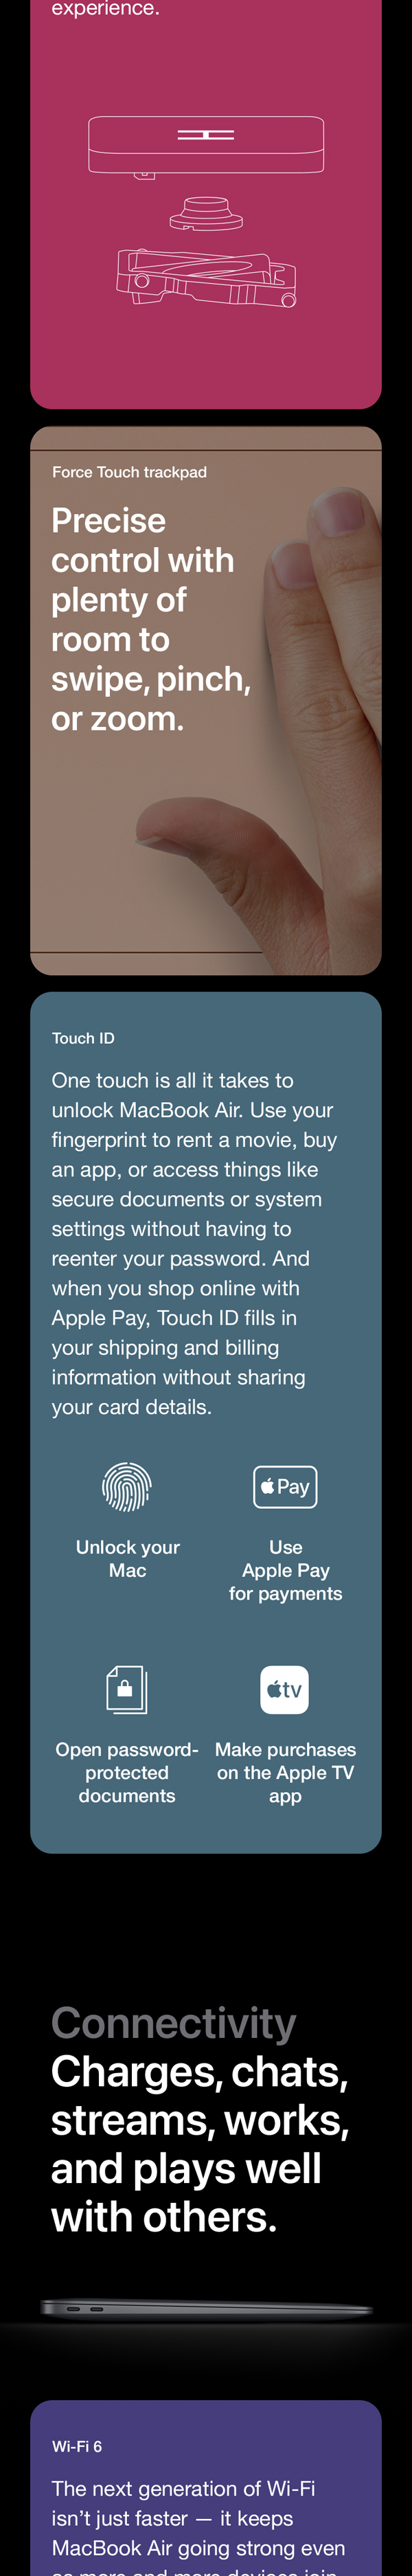 experience.
Force Touch trackpad
Precise
control with
plenty of
room to
swipe, pinch,
or zoom.
Touch ID
One touch is all it takes to
unlock MacBook Air. Use your
fingerprint to rent a movie, buy
an app, or access things like
secure documents or system
settings without having to
reenter your password. And
when you shop online with
Apple Pay, Touch ID fills in
your shipping and billing
information without sharing
your card details.
Pay
Unlock your
Mac
Use
Apple Pay
for payments
tv
Open password-
protected
documents
Make purchases
on the Apple TV
app
Connectivity
Charges, chats,
streams, works,
and plays well
with others.
Wi-Fi 6
The next generation of Wi-Fi
isn’t just faster — it keeps
MacBook Air going strong even
as more and more devices join